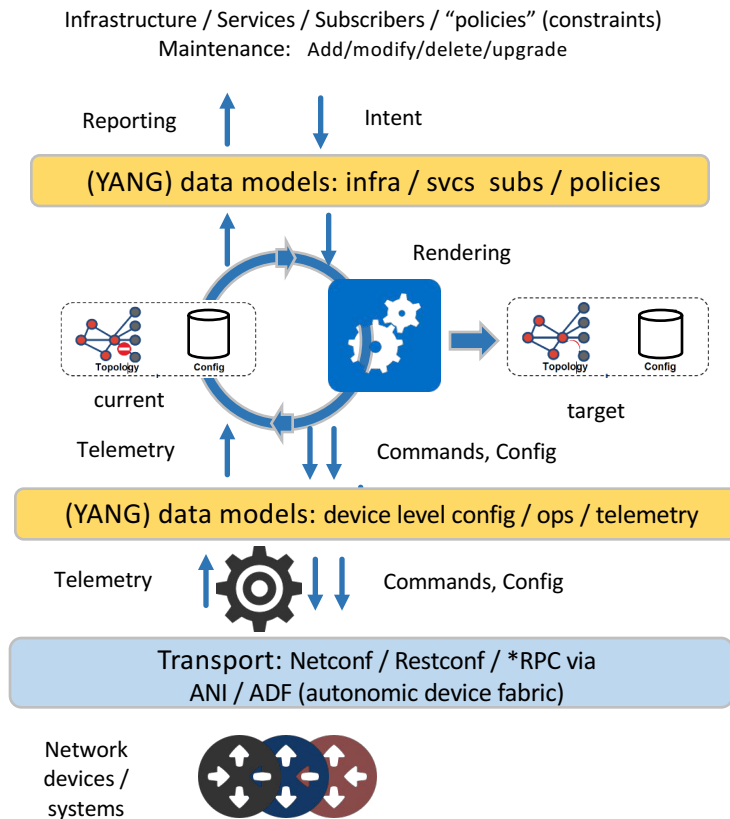 Infrastructure / Services / Subscribers / “policies” (constraints)
Maintenance: Add/modify/delete/upgrade
Reporting
Intent
(YANG) data models: infra / svcs subs / policies
Rendering
Topology
Config
current
Topology
Config
target
Telemetry
Commands, Config
(YANG) data models: device level config / ops / telemetry
Telemetry
Commands, Config
Transport: Netconf / Restconf / *RPC via
ANI / ADF (autonomic device fabric)
Network
devices /
systems